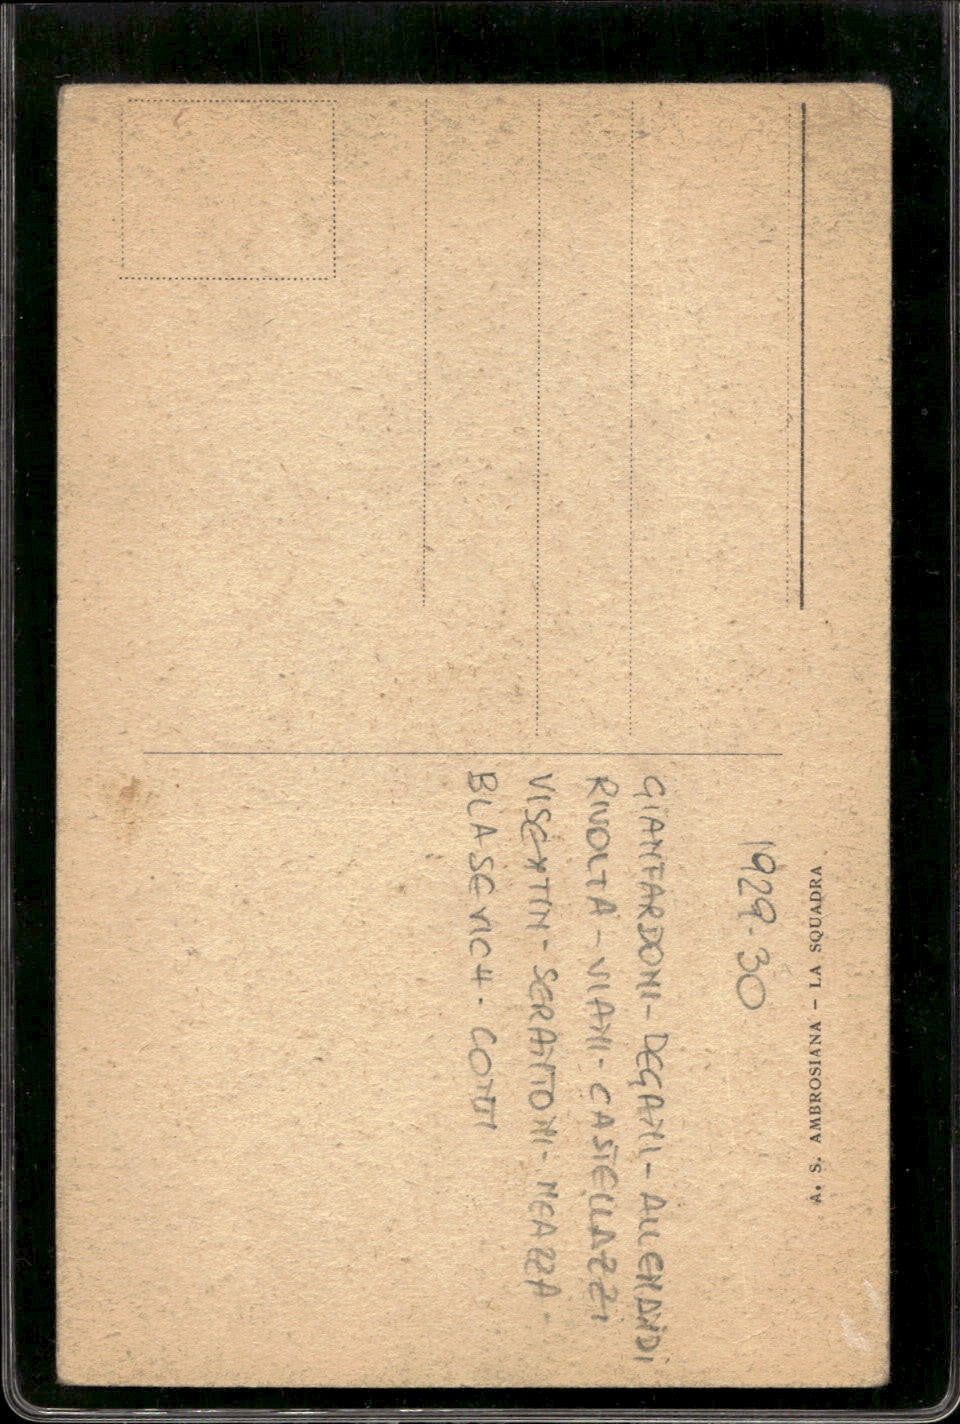 A. S. AMBROSIANA - LA SQUADRA
1929-30
GIANFARDONI - DEGANI - ALLEMANDI
RIVOLTA - VIANI - CASTELLAZZI
VISENTIN - SERANTONI - MEAZZA -
BLASEVICH - CONTI